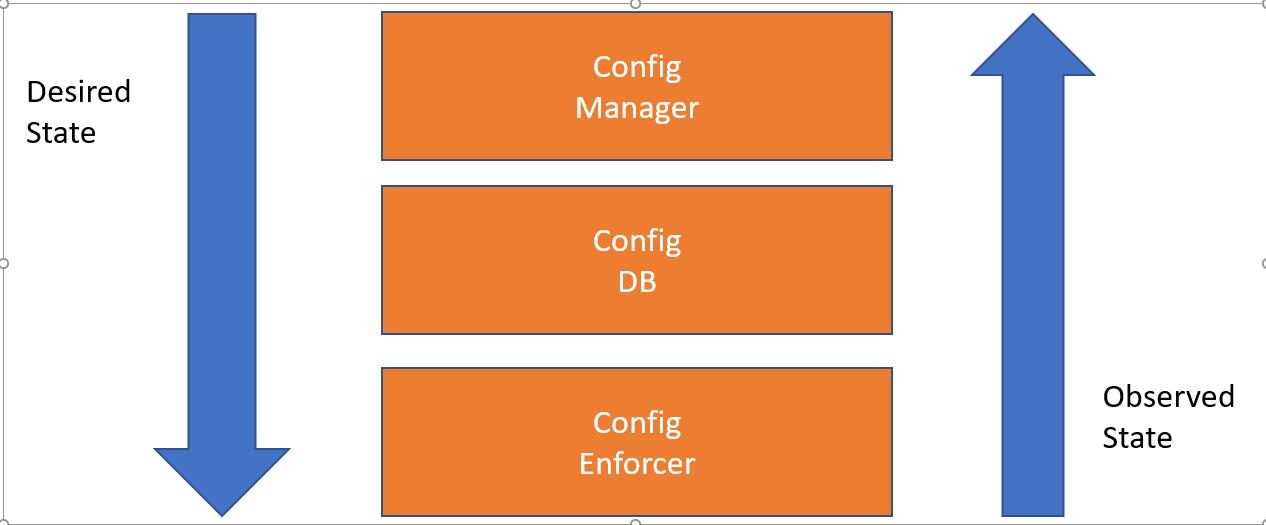 Desired
State
Config
Manager
Config
DB
Config
Enforcer
Observed
State